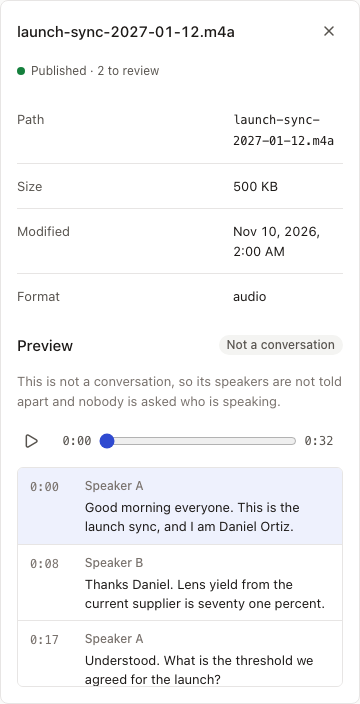 launch-sync-2027-01-12.m4a
Published · 2 to review
Path
launch-sync-
2027-01-12.m4a
Size
500 KB
Modified
Nov 10, 2026,
2:00 AM
Format
audio
Preview
Not a conversation
This is not a conversation, so its speakers are not told
apart and nobody is asked who is speaking.
0:00
0:32
0:00
Speaker A
Good morning everyone. This is the
launch sync, and I am Daniel Ortiz.
0:08
Speaker B
Thanks Daniel. Lens yield from the
current supplier is seventy one percent.
0:17
Speaker A
Understood. What is the threshold we
agreed for the launch?